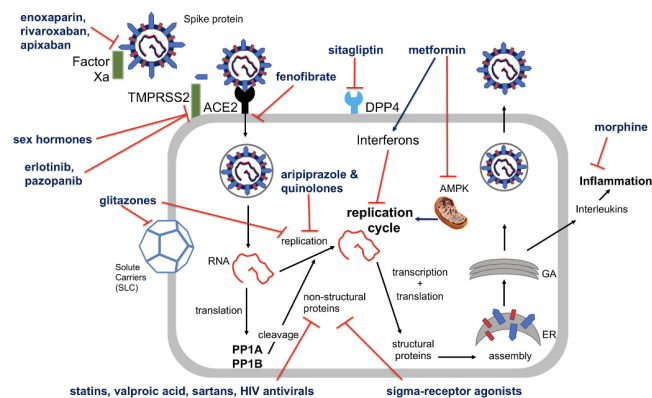 enoxaparin,
rivaroxaban,
apixaban
Spike protein
Factor
Xa
TMPRSS2
ACE2
fenofibrate
sitagliptin
DPP4
metformin
sex hormones
erlotinib,
pazopanib
morphine
Interferons
Inflammation
AMPK
Interleukins
glitazones
aripiprazole &
quinolones
replication
cycle
replication
RNA
Solute
Carriers
(SLC)
GA
transcription
+
translation
translation
non-structural
proteins
cleavage
ER
PP1A
PP1B
structural
proteins
assembly
statins, valproic acid, sartans, HIV antivirals
sigma-receptor agonists